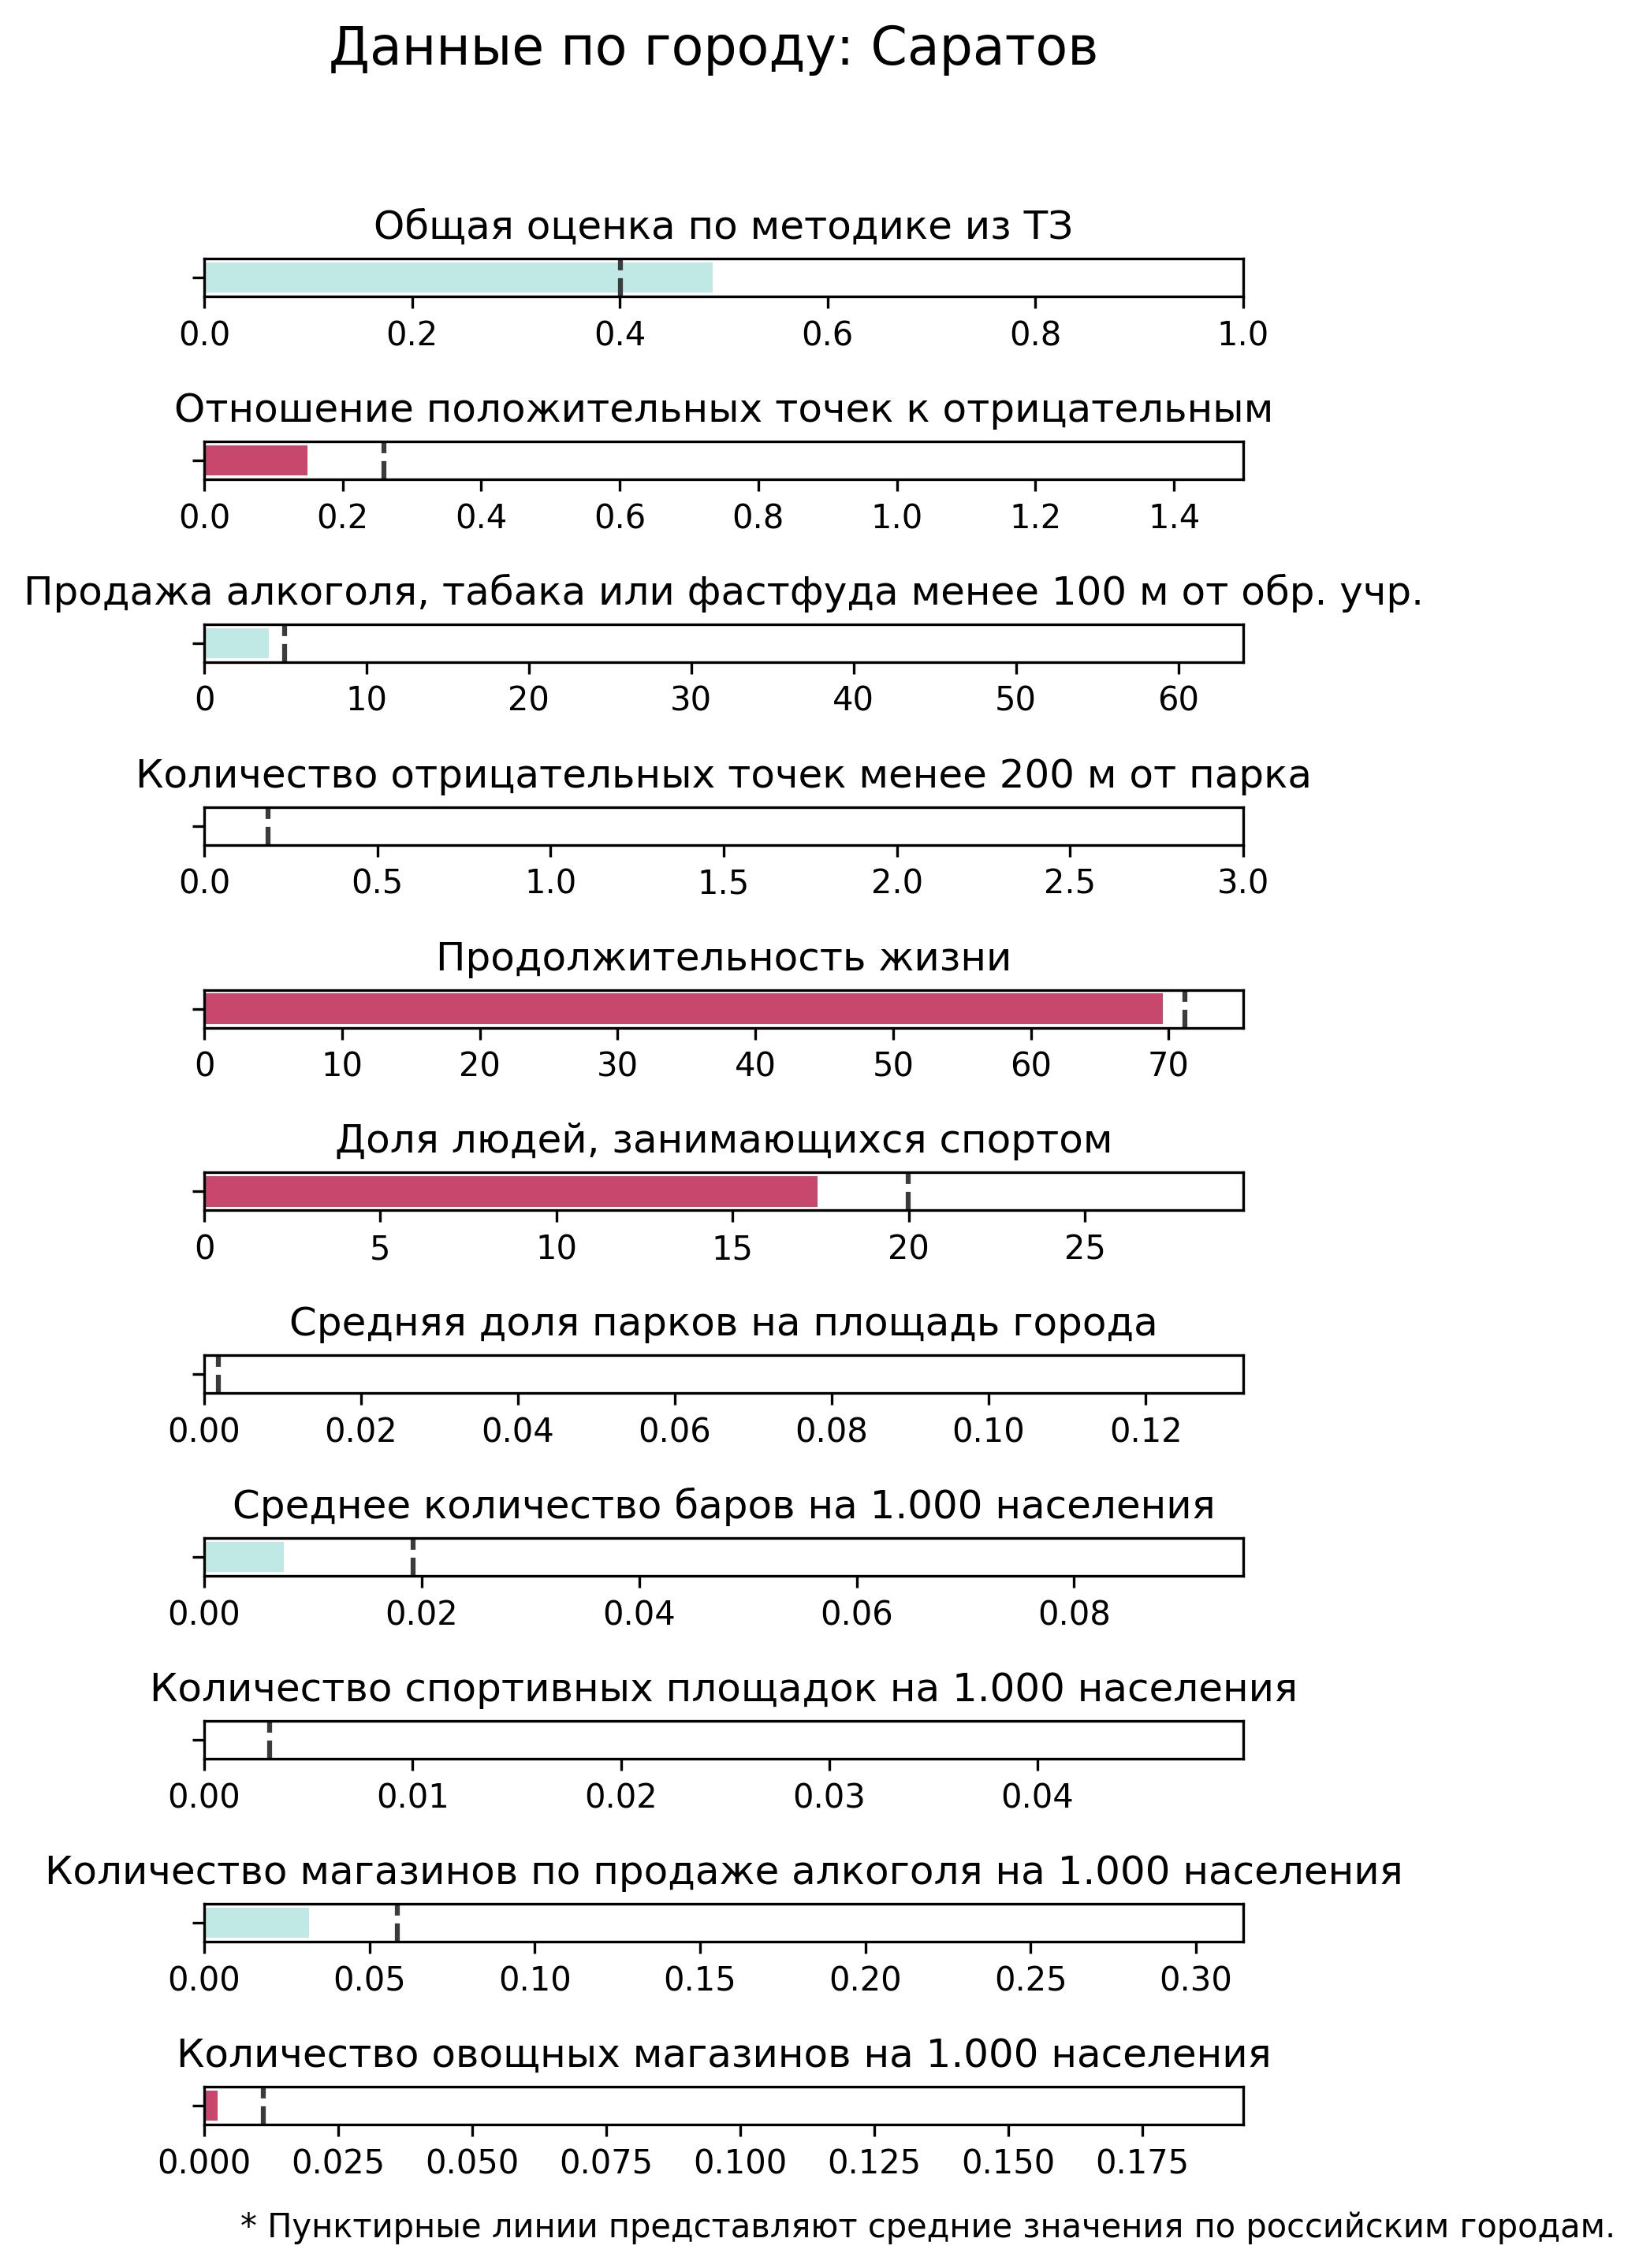 Данные по городу: Саратов
Общая оценка по методике из ТЗ
0.0 0.2 0.4 0.6 0.8 1.0
Отношение положительных точек к отрицательным
0.0 0.2 0.4 0.6 0.8 1.0 1.2 1.4
Продажа алкоголя, табака или фастфуда менее 100 м от обр. учр.
0 10 20 30 40 50 60
Количество отрицательных точек менее 200 м от парка
0.0 0.5 1.0 1.5 2.0 2.5 3.0
Продолжительность жизни
0 10 20 30 40 50 60 70
Доля людей, занимающихся спортом
0 5 10 15 20 25
Средняя доля парков на площадь города
0.00 0.02 0.04 0.06 0.08 0.10 0.12
Среднее количество баров на 1.000 населения
0.00 0.02 0.04 0.06 0.08
Количество спортивных площадок на 1.000 населения
0.00 0.01 0.02 0.03 0.04
Количество магазинов по продаже алкоголя на 1.000 населения
0.00 0.05 0.10 0.15 0.20 0.25 0.30
Количество овощных магазинов на 1.000 населения
0.000 0.025 0.050 0.075 0.100 0.125 0.150 0.175
* Пунктирные линии представляют средние значения по российским городам.